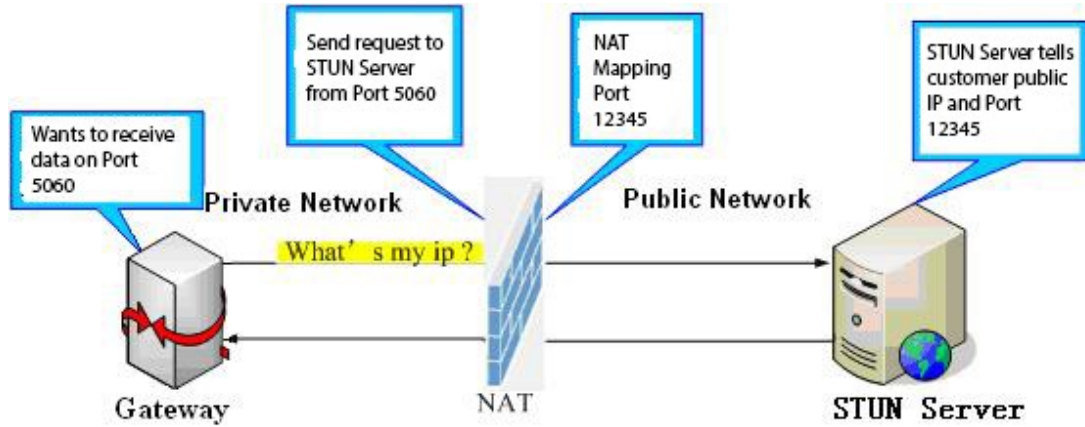 Send request to
STUN Server
from Port 5060
NAT
Mapping
Port
12345
STUN Server tells
customer public
IP and Port
12345
Wants to receive
data on Port
5060
Private Network
Public Network
What's my ip ?
Gateway
NAT
STUN Server